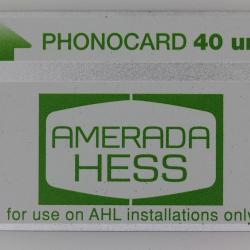 PHONOCARD 40 un
AMERADA
HESS
for use on AHL installations only